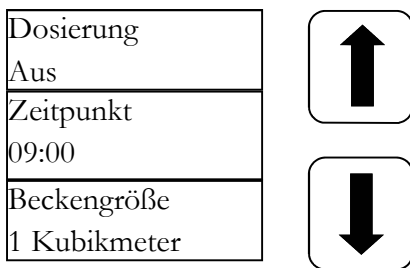 Dosierung
Aus
Zeitpunkt
09:00
Beckengröße
1 Kubikmeter